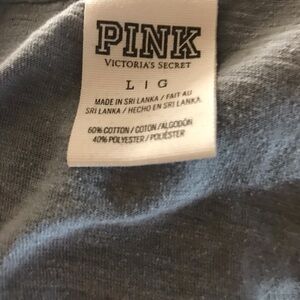 PINK
VICTORIA'S SECRET
L | G
MADE IN SRI LANKA / FAIT AU
SRI LANKA / HECHO EN SRI LANKA
60% COTTON / COTON / ALGODÓN
40% POLYESTER / POLIÉSTER